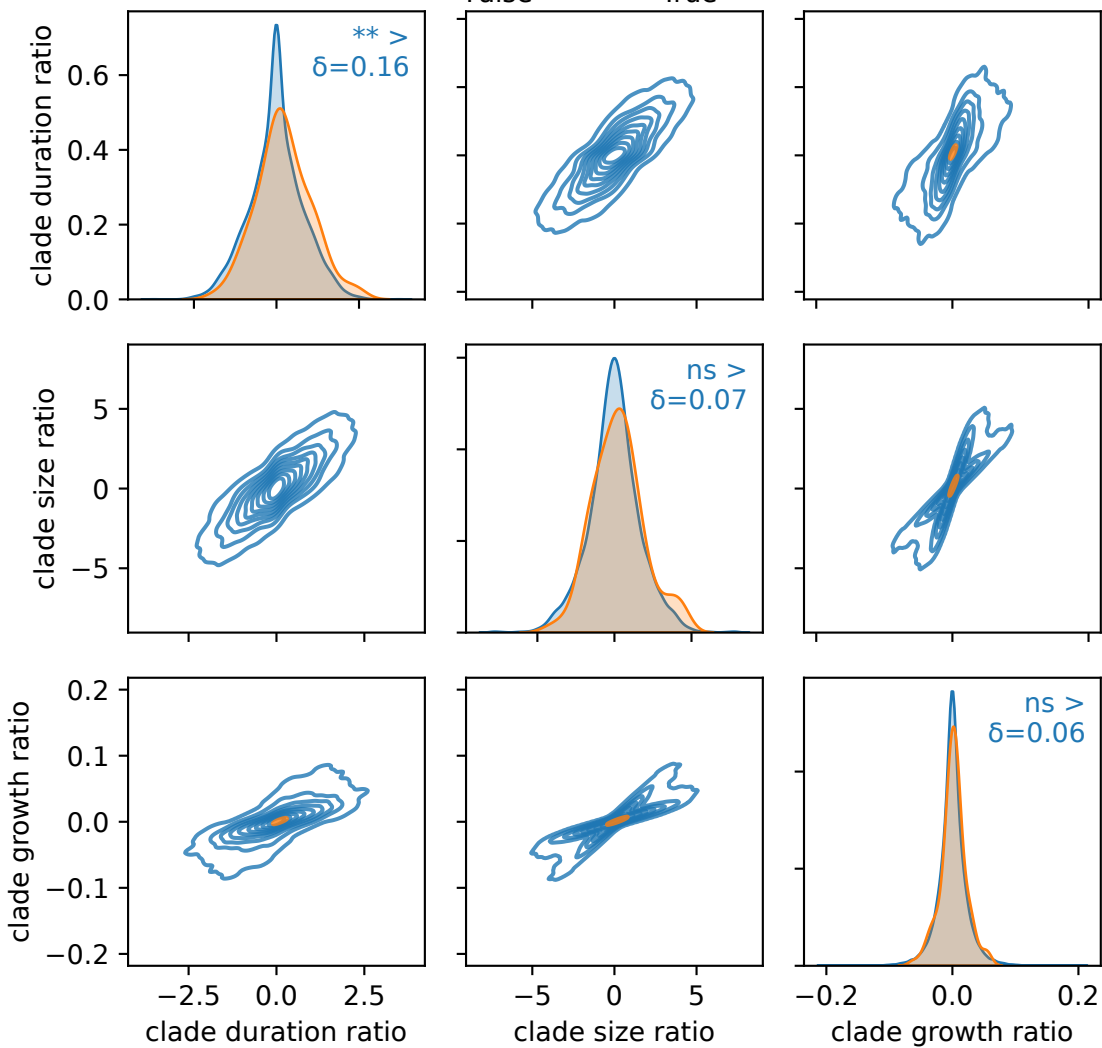 False True
** >
δ=0.16
clade duration ratio
0.6
0.4
0.2
0.0
ns >
δ=0.07
clade size ratio
5
0
−5
ns >
δ=0.06
clade growth ratio
0.2
0.1
0.0
−0.1
−0.2
−2.5 0.0 2.5
−5 0 5
−0.2 0.0 0.2
clade duration ratio
clade size ratio
clade growth ratio